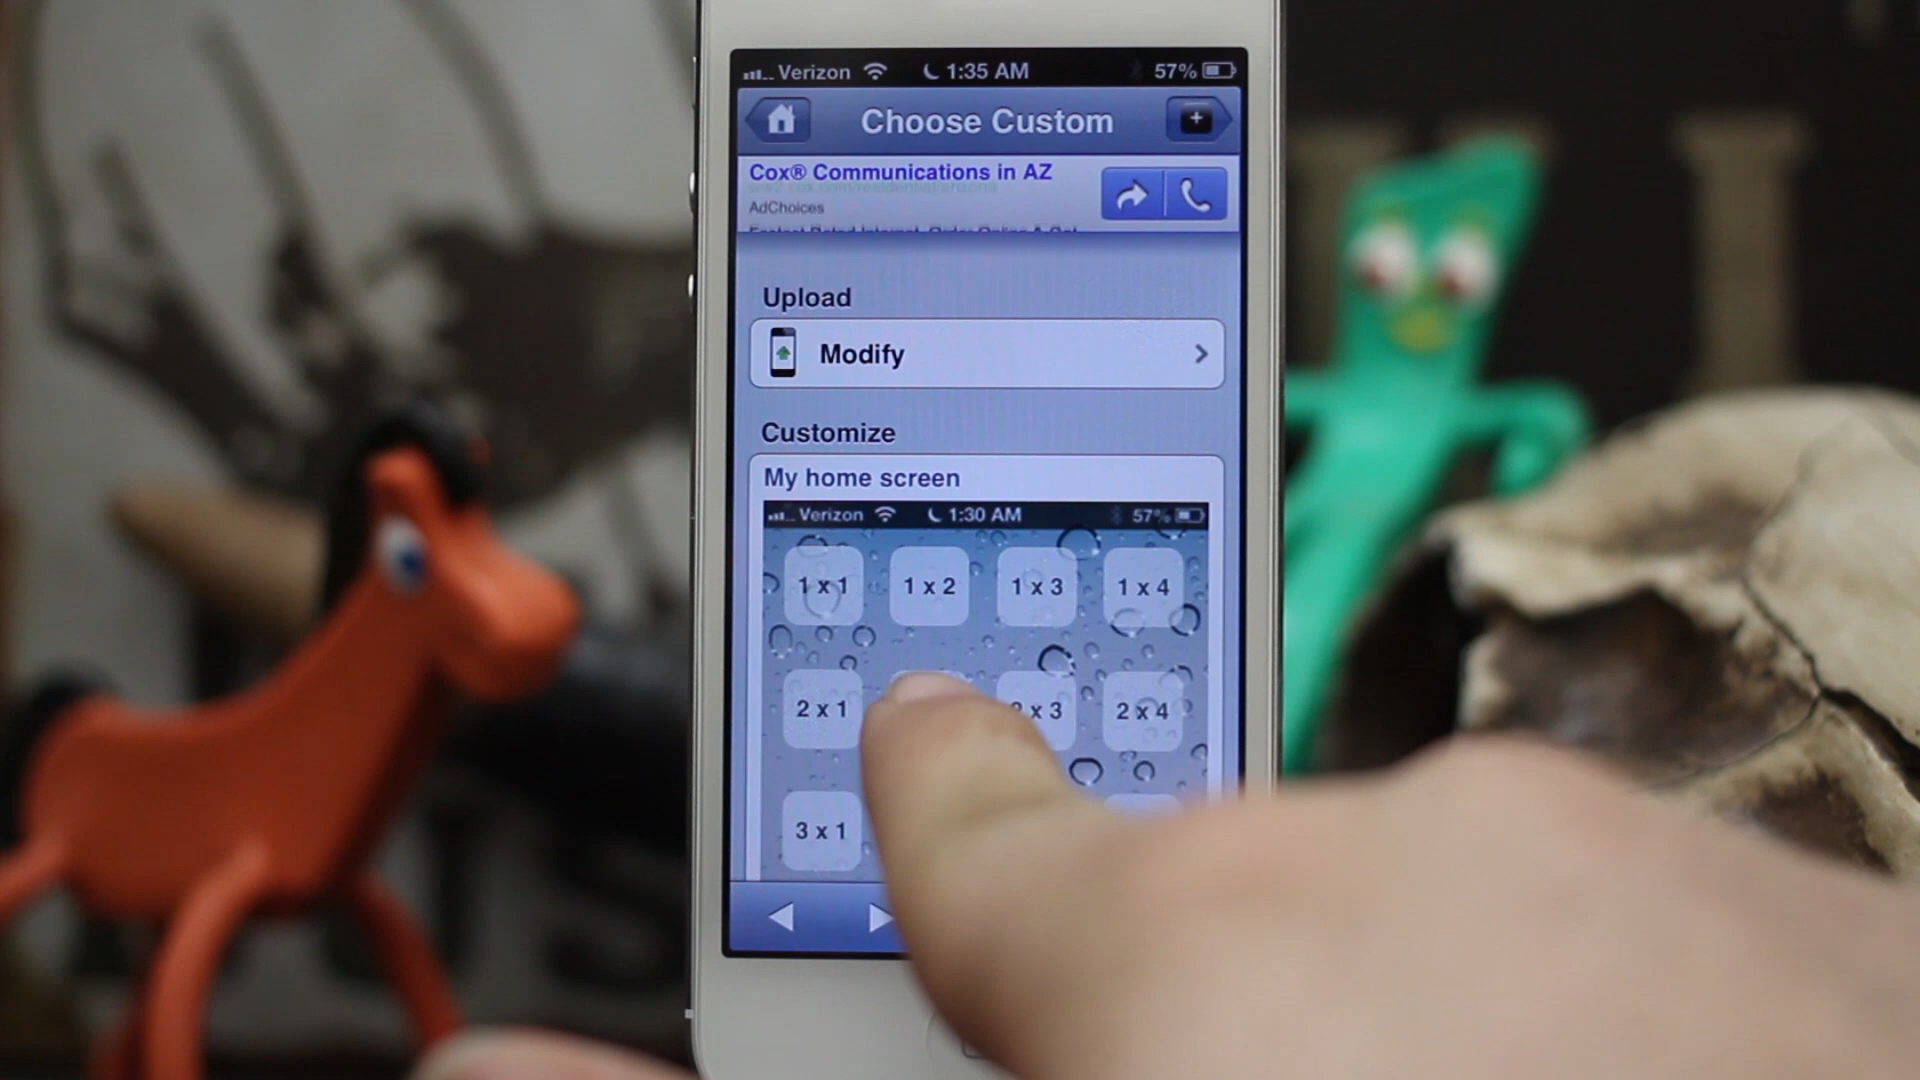 Verizon 1:35 AM 57%
Choose Custom
Cox® Communications in AZ
AdChoices
Upload
Modify
Customize
My home screen
Verizon 1:30 AM 57%
1 x 1 1 x 2 1 x 3 1 x 4
2 x 1 x 3 2 x 4
3 x 1